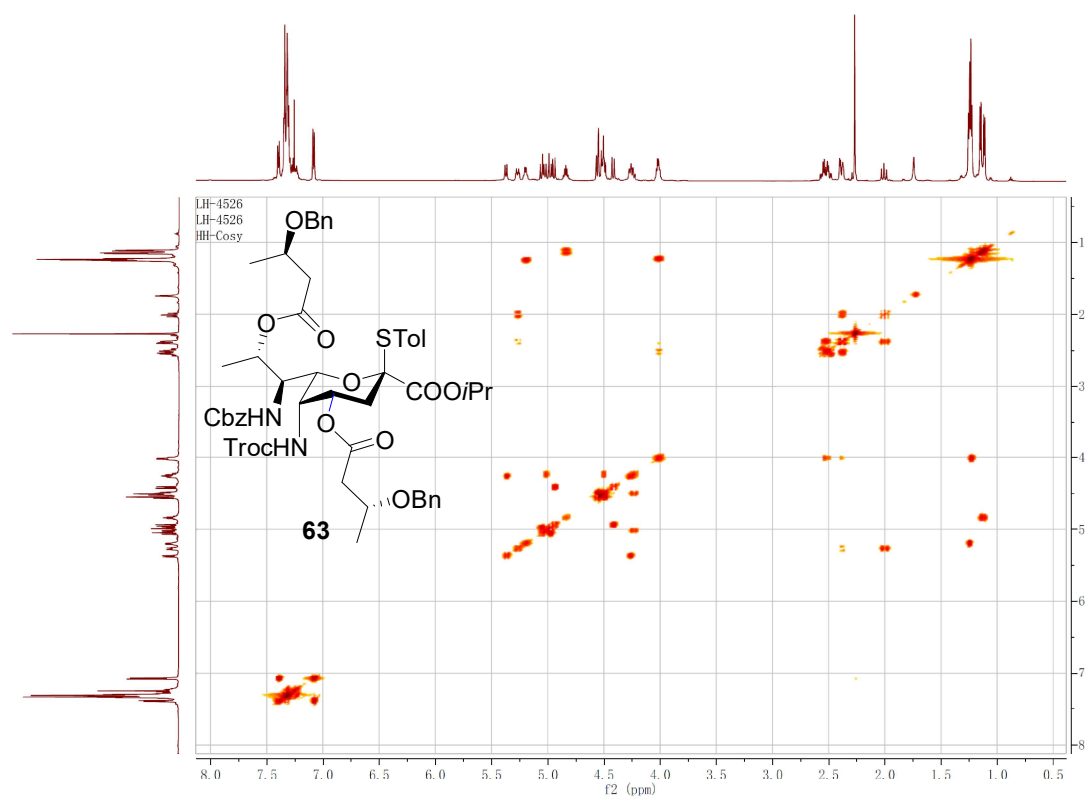 LH-4526
LH-4526
HH-Cosy
OBn
O
O
STol
O
COOiPr
CbzHN
O
O
TrocHN
OBn
63
1
2
3
4
5
6
7
8
8.0 7.5 7.0 6.5 6.0 5.5 5.0 4.5 4.0 3.5 3.0 2.5 2.0 1.5 1.0 0.5
f2 (ppm)